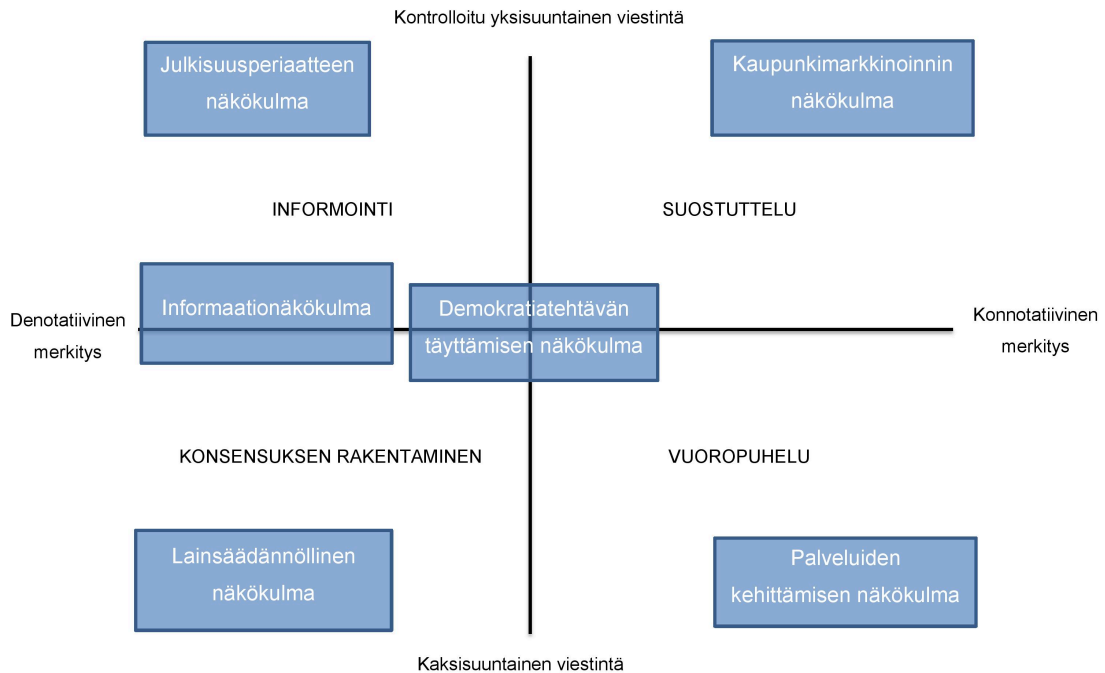 Kontrolloitu yksisuuntainen viestintä
Julkisuusperiaatteen
näkökulma
Kaupunkimarkkinoinnin
näkökulma
INFORMOINTI
SUOSTUTTELU
Denotatiivinen
merkitys
Informaationäkökulma
Demokratiatehtävän
täyttämisen näkökulma
Konnotatiivinen
merkitys
KONSENSUKSEN RAKENTAMINEN
VUOROPUHELU
Lainsäädännöllinen
näkökulma
Palveluiden
kehittämisen näkökulma
Kaksisuuntainen viestintä